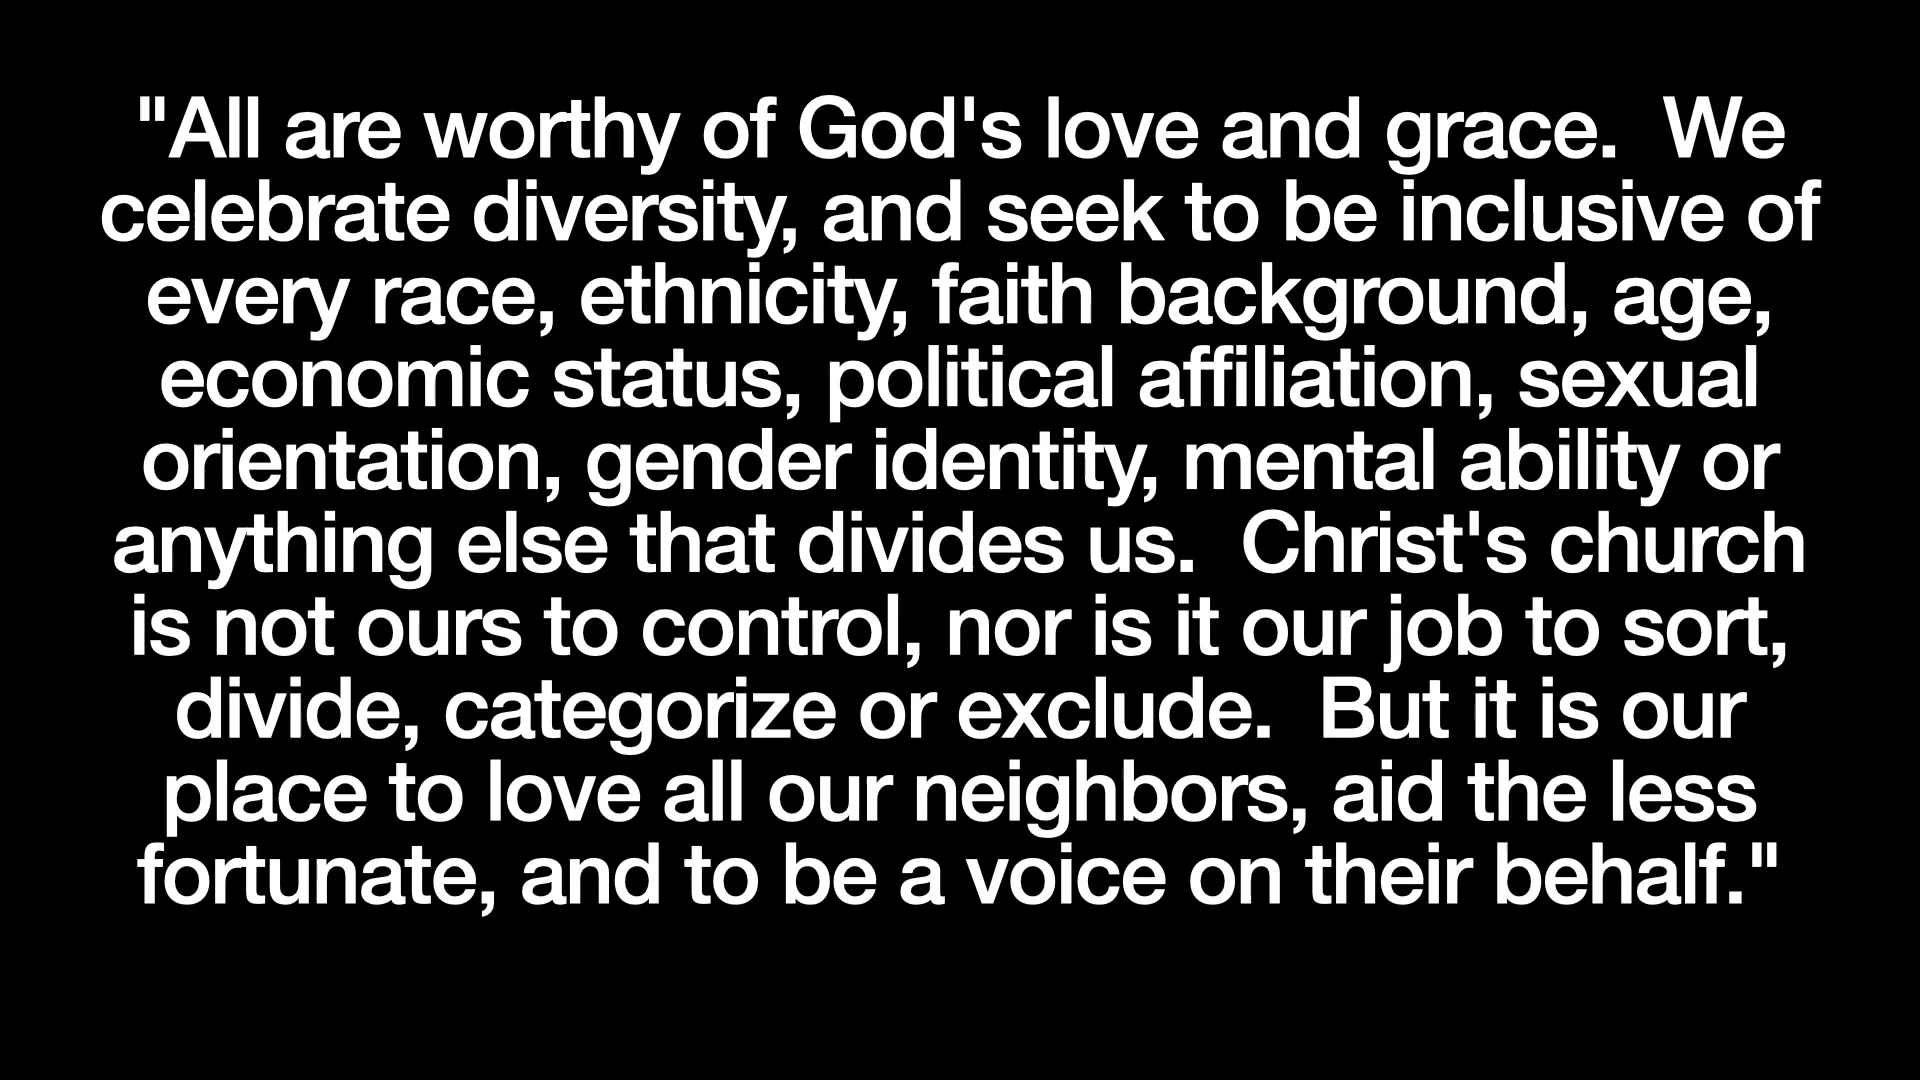 "All are worthy of God's love and grace.  We
celebrate diversity, and seek to be inclusive of
every race, ethnicity, faith background, age,
economic status, political affiliation, sexual
orientation, gender identity, mental ability or
anything else that divides us.  Christ's church
is not ours to control, nor is it our job to sort,
divide, categorize or exclude.  But it is our
place to love all our neighbors, aid the less
fortunate, and to be a voice on their behalf."